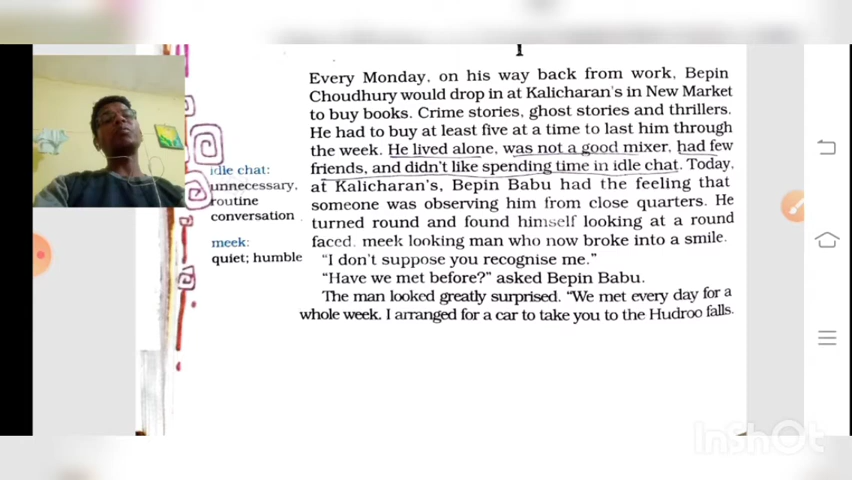 1
Every Monday, on his way back from work, Bepin
Choudhury would drop in at Kalicharan's in New Market
to buy books. Crime stories, ghost stories and thrillers.
He had to buy at least five at a time to last him through
the week. He lived alone, was not a good mixer, had few
friends, and didn't like spending time in idle chat. Today,
at Kalicharan's, Bepin Babu had the feeling that
someone was observing him from close quarters. He
turned round and found himself looking at a round
faced, meek looking man who now broke into a smile.
"I don't suppose you recognise me."
"Have we met before?" asked Bepin Babu.
The man looked greatly surprised. "We met every day for a
whole week. I arranged for a car to take you to the Hudroo falls.
idle chat:
unnecessary,
routine
conversation
meek:
quiet; humble
InShOt